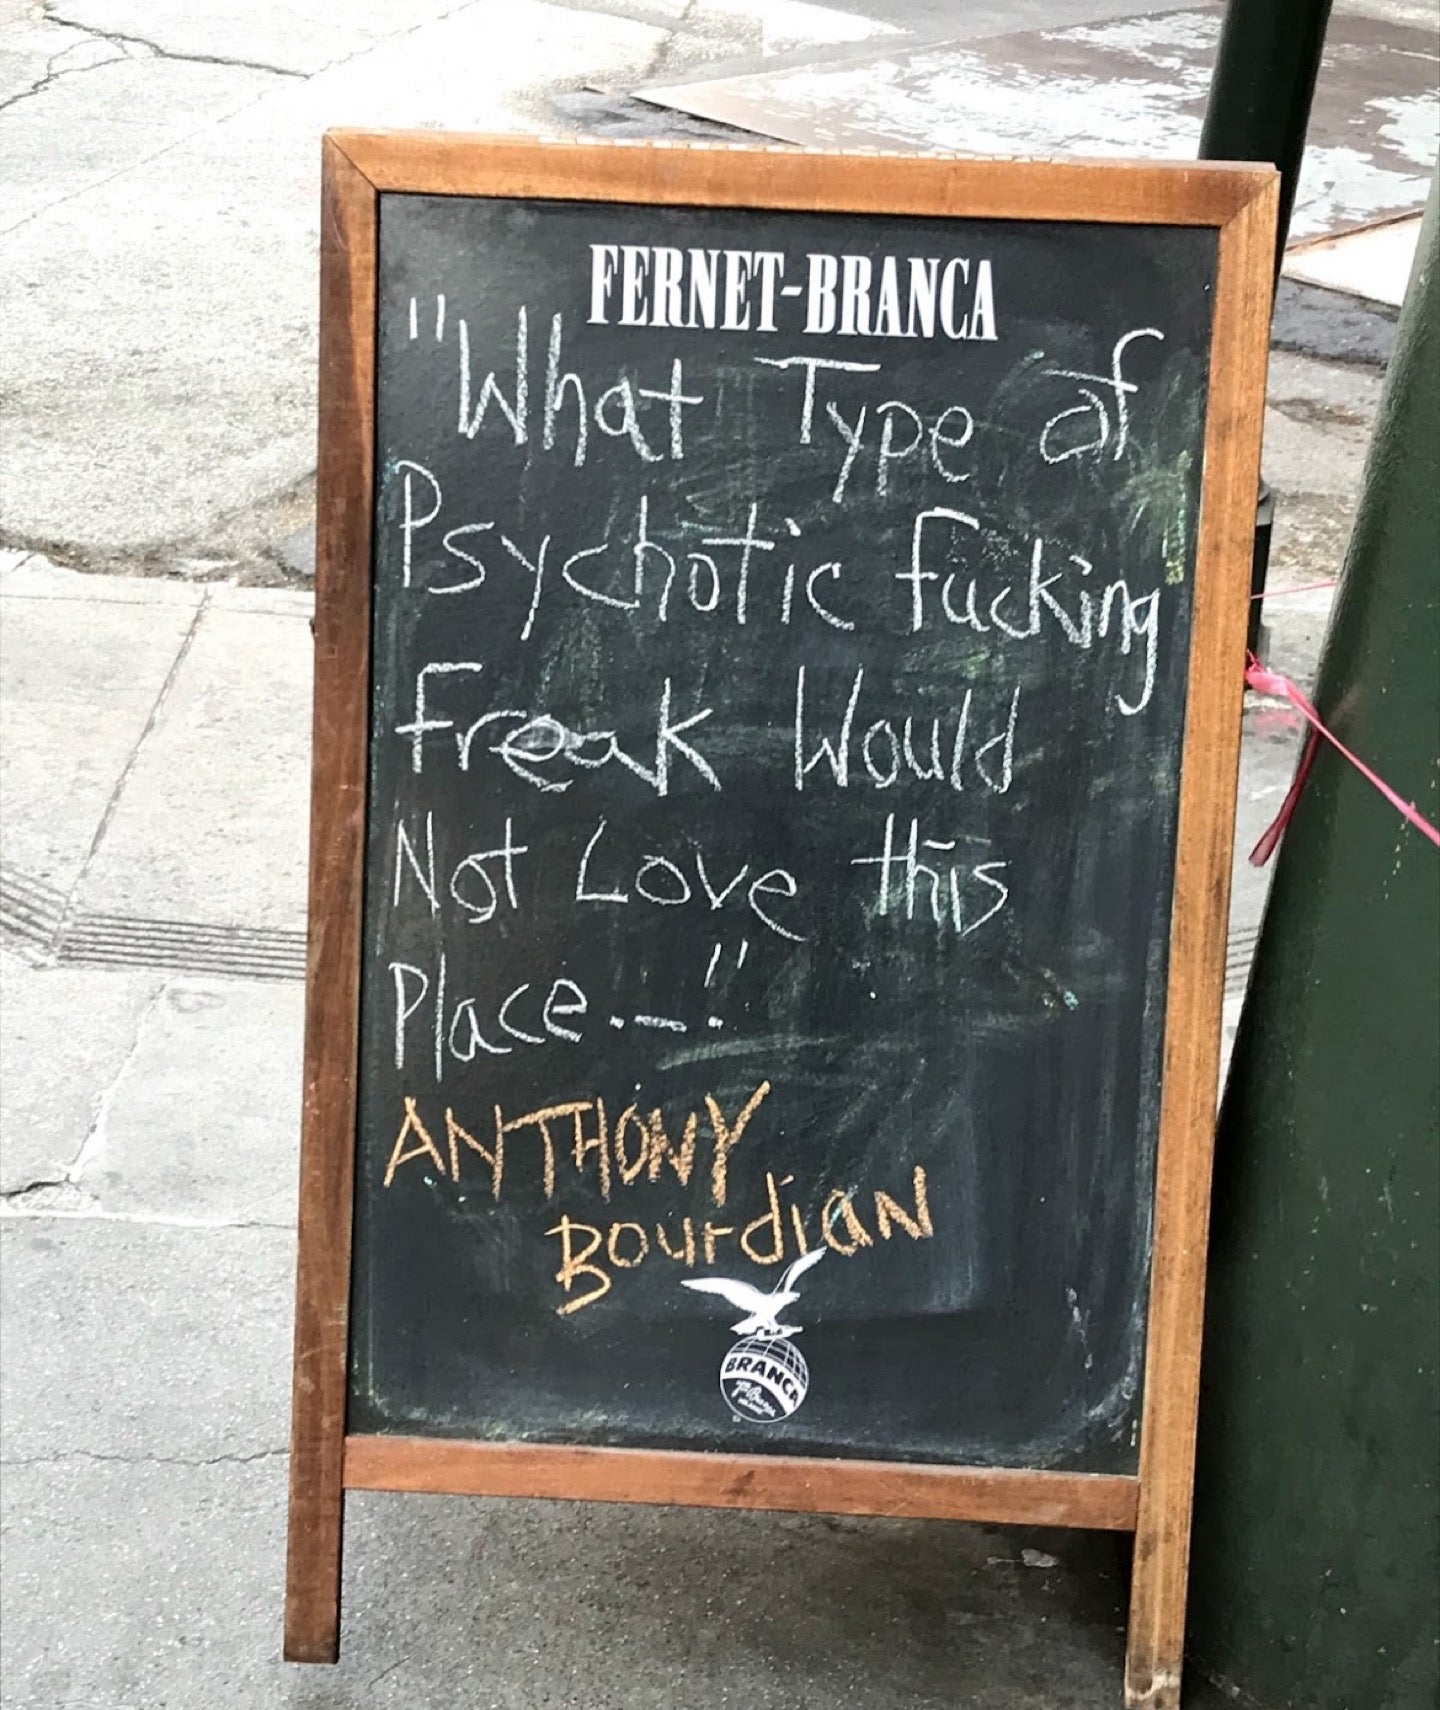 FERNET-BRANCA
"What Type of
Psychotic fucking
freak Would
Not Love this
Place...!"
ANTHONY
Bourdian
BRANCA